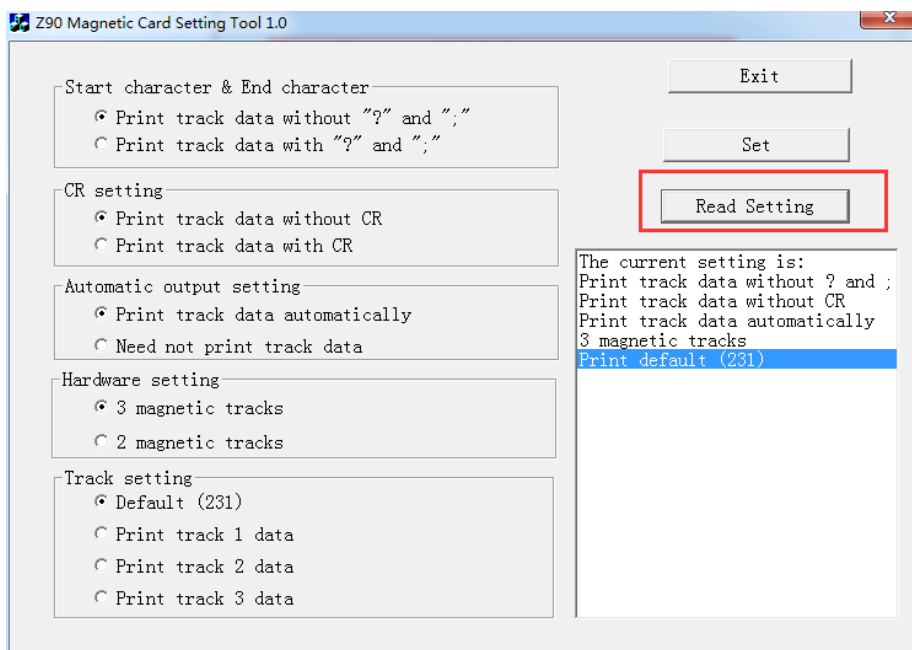 Z90 Magnetic Card Setting Tool 1.0
Start character & End character
Print track data without "?" and ";"
Print track data with "?" and ";"
CR setting
Print track data without CR
Print track data with CR
Automatic output setting
Print track data automatically
Need not print track data
Hardware setting
3 magnetic tracks
2 magnetic tracks
Track setting
Default (231)
Print track 1 data
Print track 2 data
Print track 3 data
Exit
Set
Read Setting
The current setting is:
Print track data without ? and ;
Print track data without CR
Print track data automatically
3 magnetic tracks
Print default (231)